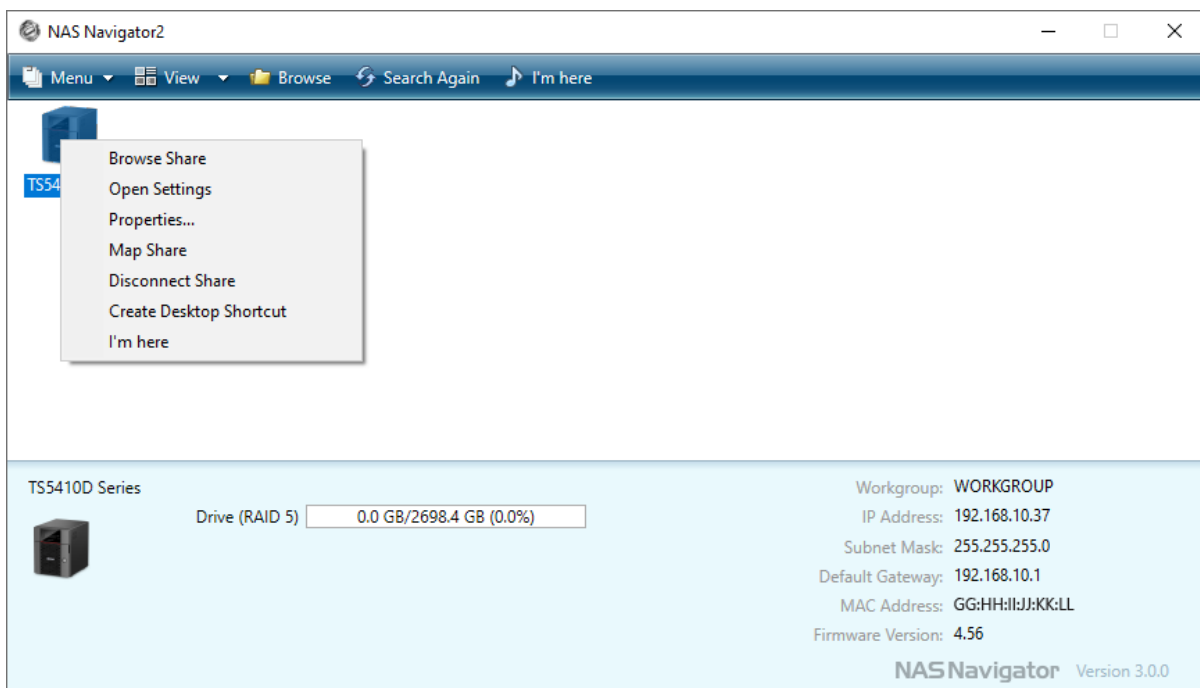 NAS Navigator2
Menu View Browse Search Again I'm here
Browse Share
Open Settings
TS54
Properties...
Map Share
Disconnect Share
Create Desktop Shortcut
I'm here
TS5410D Series
Drive (RAID 5) 0.0 GB/2698.4 GB (0.0%)
Workgroup: WORKGROUP
IP Address: 192.168.10.37
Subnet Mask: 255.255.255.0
Default Gateway: 192.168.10.1
MAC Address: GG:HH:II:JJ:KK:LL
Firmware Version: 4.56
NAS Navigator Version 3.0.0